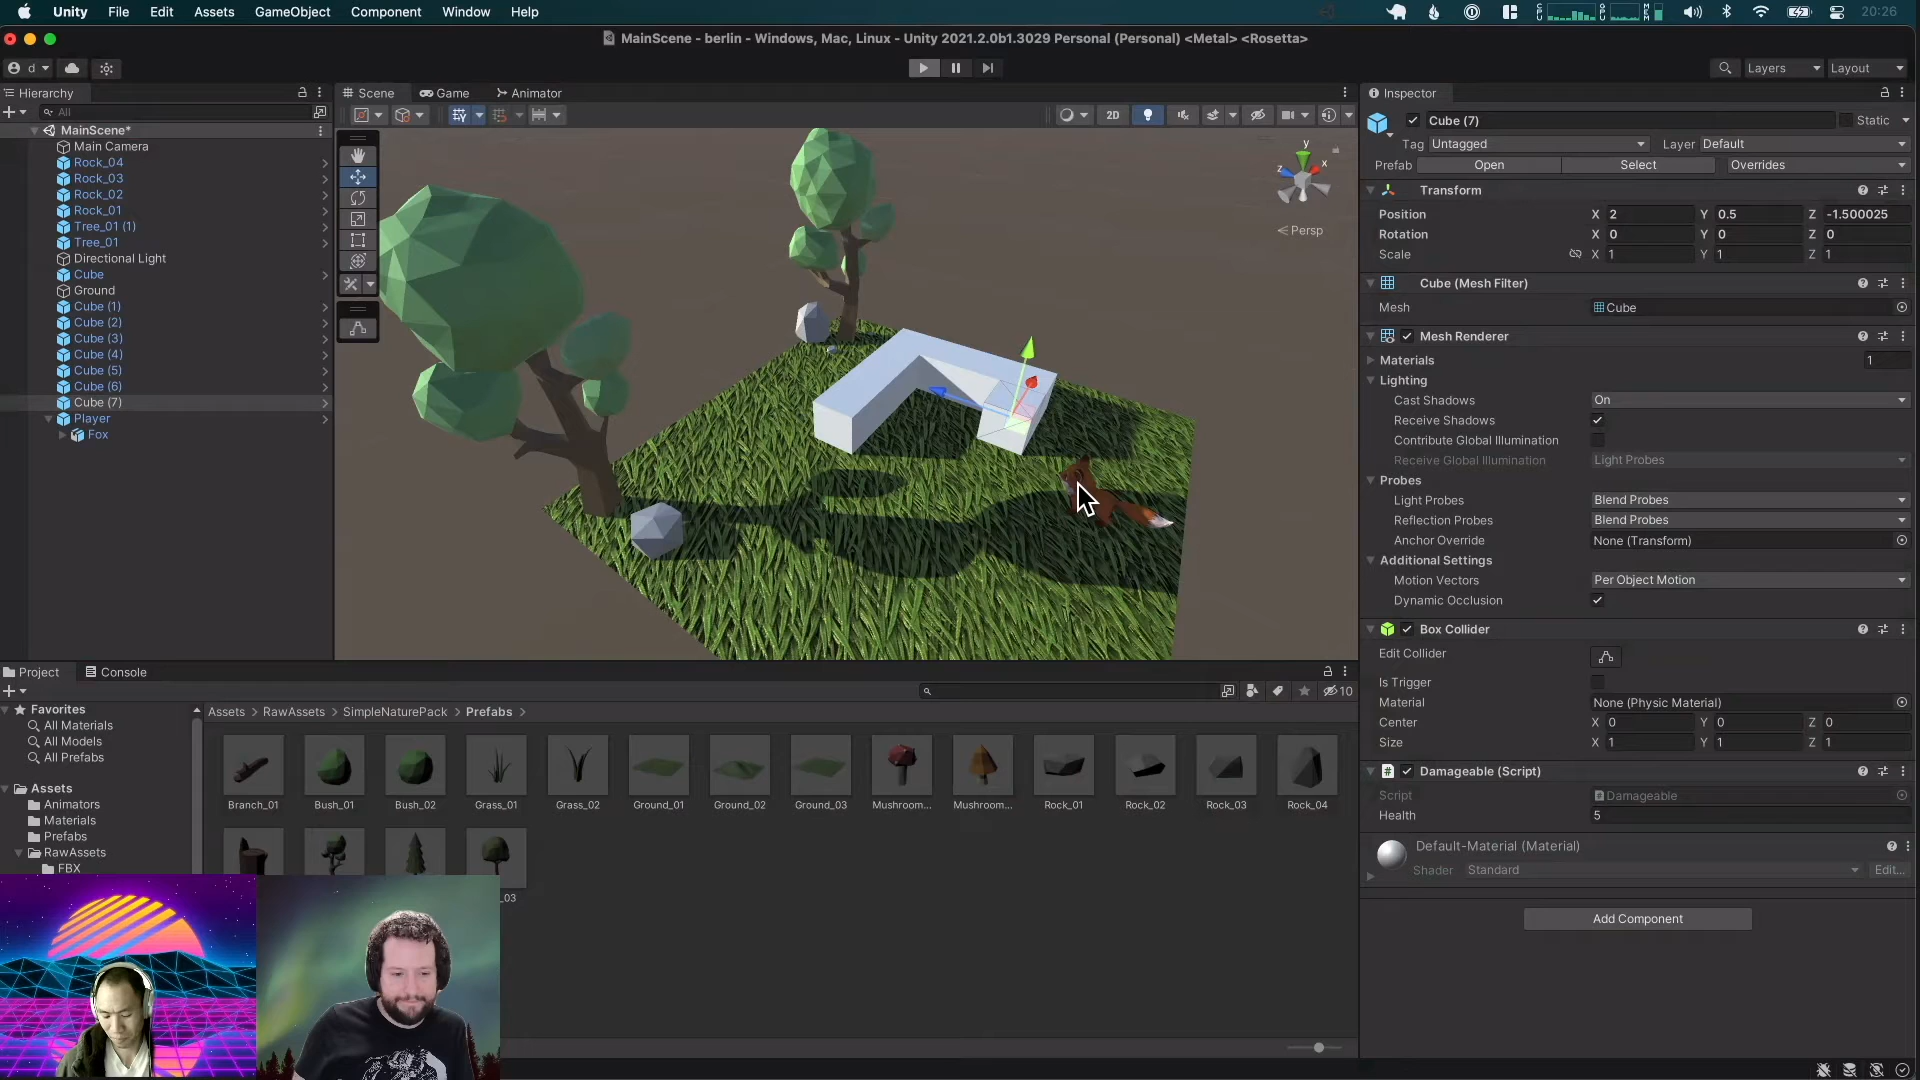 Unity File Edit Assets GameObject Component Window Help 20:26
MainScene - berlin - Windows, Mac, Linux - Unity 2021.2.0b1.3029 Personal (Personal) <Metal> <Rosetta>
d Layers Layout
Hierarchy Scene Game Animator Inspector
All 2D Cube (7) Static
MainScene*
Main Camera Tag Untagged Layer Default
Rock_04 Prefab Open Select Overrides
Rock_03
Rock_02 Transform
Rock_01 Position X 2 Y 0.5 Z -1.500025
Tree_01 (1) Rotation X 0 Y 0 Z 0
Tree_01 Scale X 1 Y 1 Z 1
Directional Light
Cube Cube (Mesh Filter)
Ground Mesh Cube
Cube (1)
Cube (2) Mesh Renderer
Cube (3) Materials 1
Cube (4) Lighting
Cube (5) Cast Shadows On
Cube (6) Receive Shadows
Cube (7) Contribute Global Illumination
Player Receive Global Illumination Light Probes
Fox Probes
y
x
z
Persp
Light Probes Blend Probes
Reflection Probes Blend Probes
Anchor Override None (Transform)
Additional Settings
Motion Vectors Per Object Motion
Dynamic Occlusion
Box Collider
Edit Collider
Is Trigger
Material None (Physic Material)
Center X 0 Y 0 Z 0
Size X 1 Y 1 Z 1
Damageable (Script)
Script Damageable
Health 5
Default-Material (Material)
Shader Standard Edit...
Add Component
Project Console
10
Favorites
All Materials
All Models
All Prefabs
Assets
Animators
Materials
Prefabs
RawAssets
FBX
Assets > RawAssets > SimpleNaturePack > Prefabs >
Branch_01 Bush_01 Bush_02 Grass_01 Grass_02 Ground_01 Ground_02 Ground_03 Mushroom... Mushroom... Rock_01 Rock_02 Rock_03 Rock_04
_03